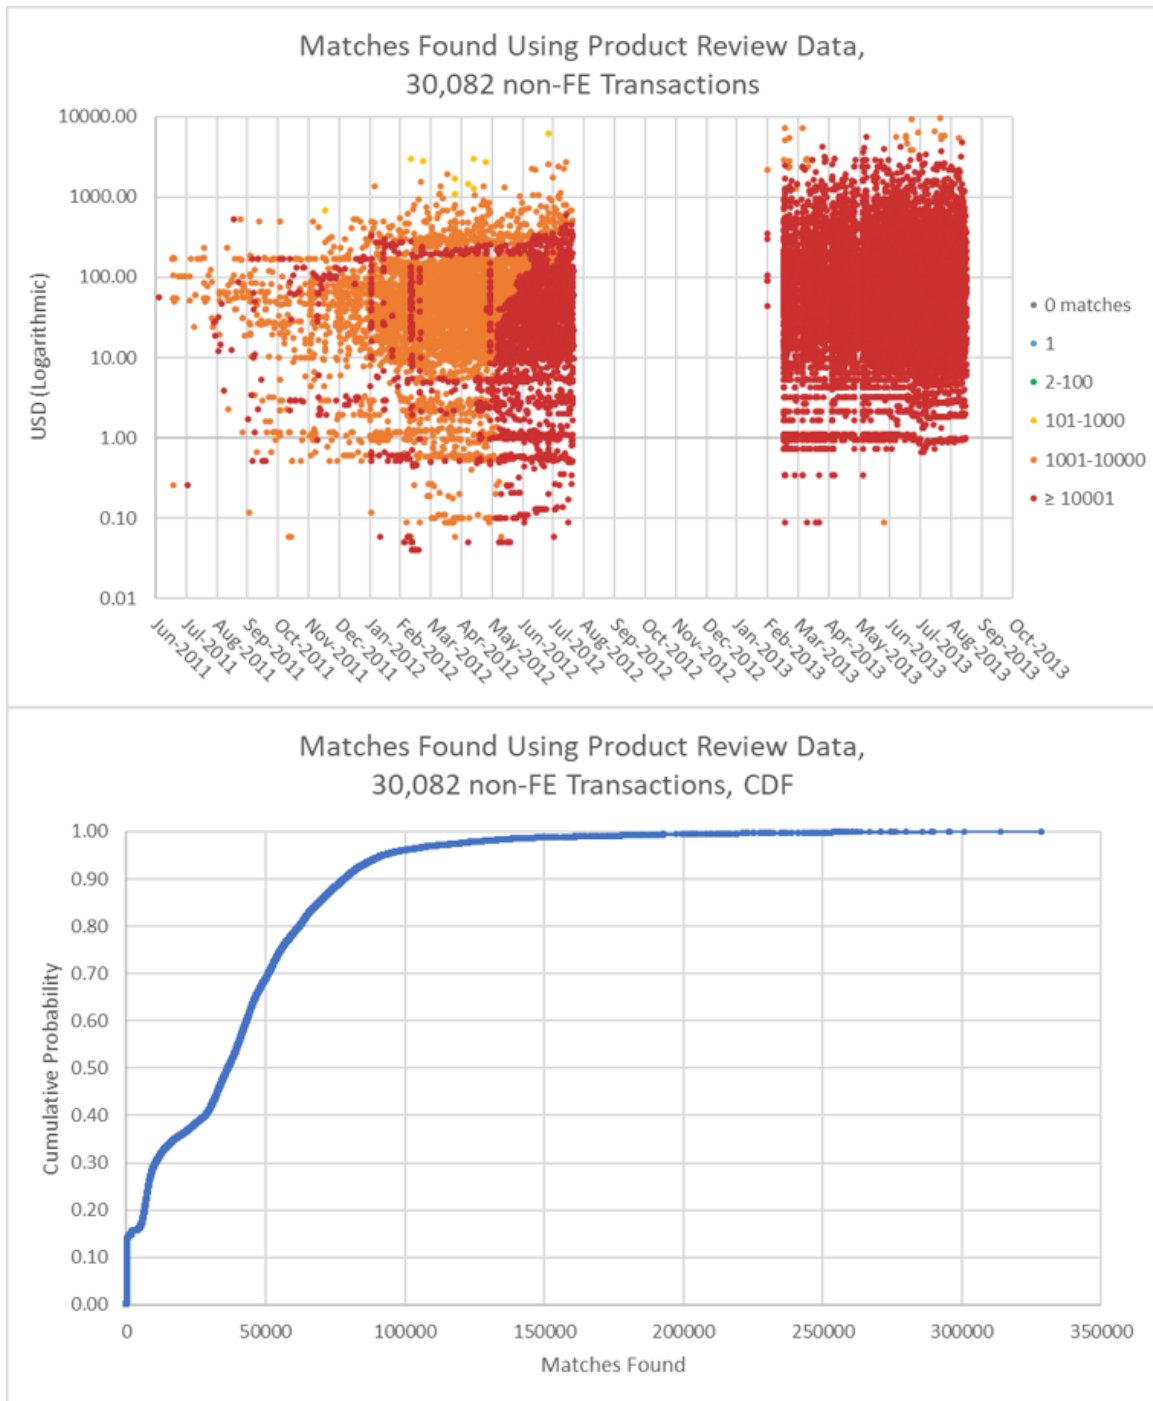 Matches Found Using Product Review Data,
30,082 non-FE Transactions
10000.00
1000.00
100.00
10.00
1.00
0.10
0.01
USD (Logarithmic)
0 matches
1
2-100
101-1000
1001-10000
≥ 10001
Jun-2011
Jul-2011
Aug-2011
Sep-2011
Oct-2011
Nov-2011
Dec-2011
Jan-2012
Feb-2012
Mar-2012
Apr-2012
May-2012
Jun-2012
Jul-2012
Aug-2012
Sep-2012
Oct-2012
Nov-2012
Dec-2012
Jan-2013
Feb-2013
Mar-2013
Apr-2013
May-2013
Jun-2013
Jul-2013
Aug-2013
Sep-2013
Oct-2013
Matches Found Using Product Review Data,
30,082 non-FE Transactions, CDF
1.00
0.90
0.80
0.70
0.60
0.50
0.40
0.30
0.20
0.10
0.00
Cumulative Probability
0 50000 100000 150000 200000 250000 300000 350000
Matches Found